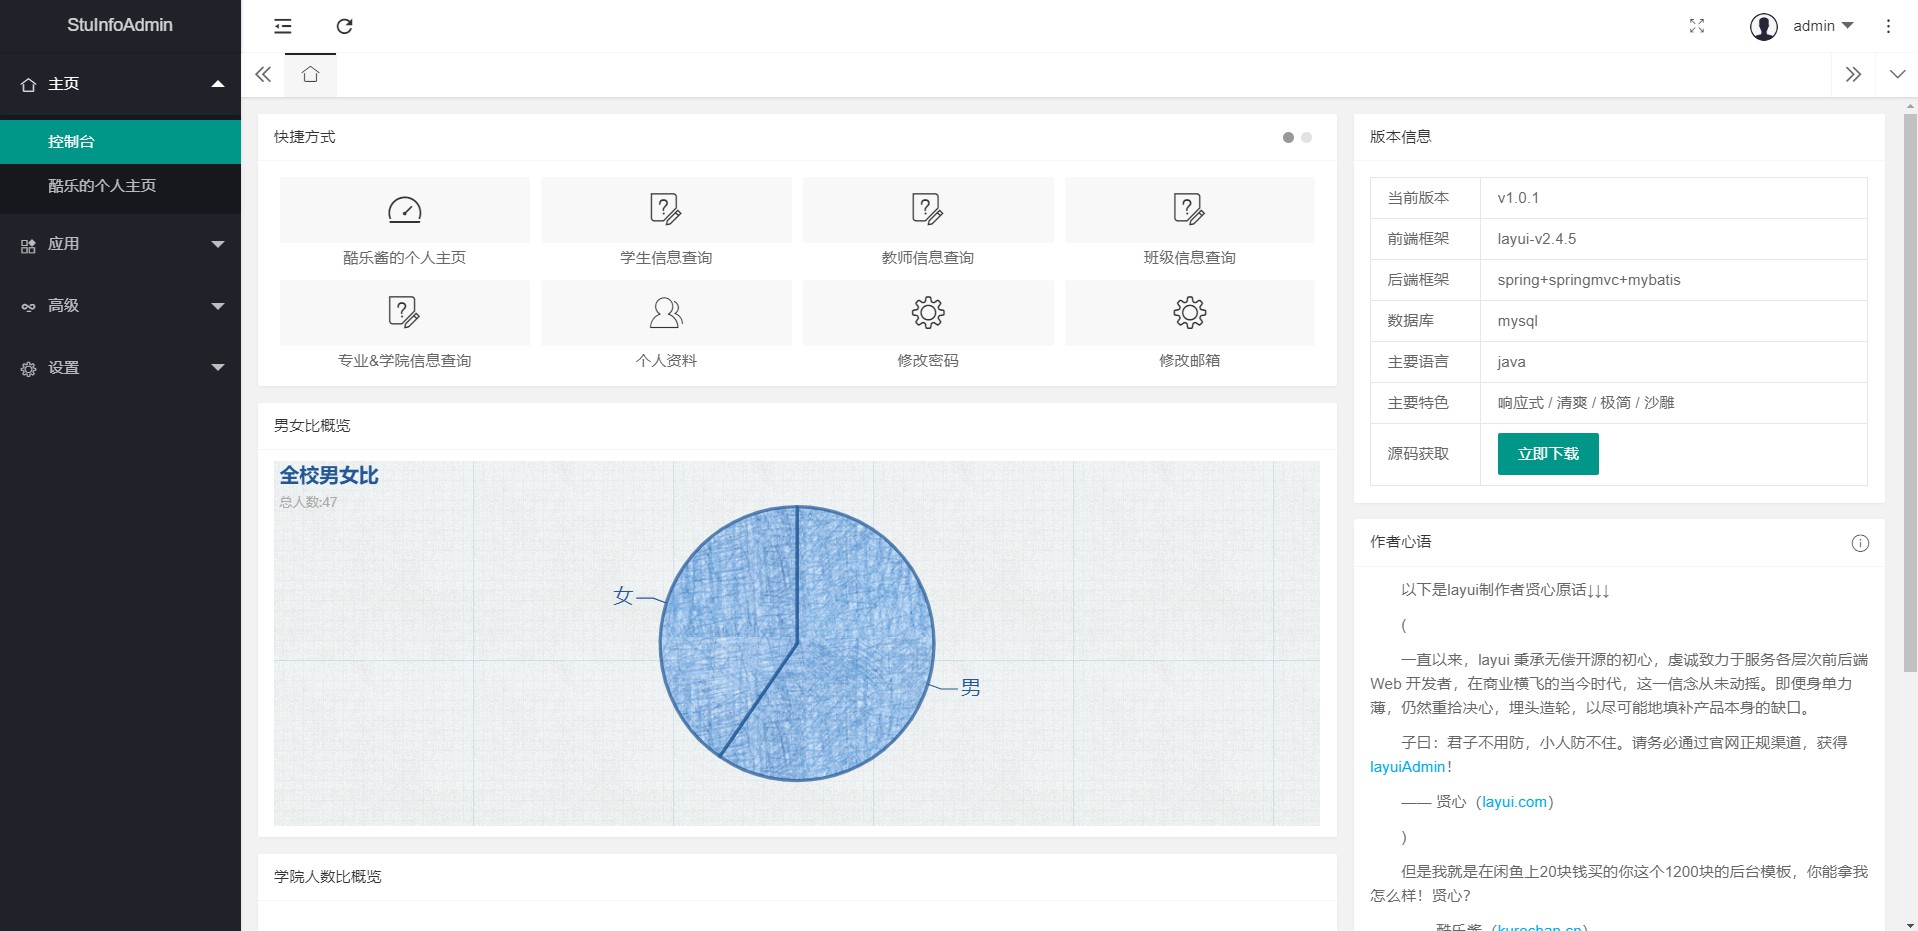 StuInfoAdmin
主页
控制台
酷乐的个人主页
应用
高级
设置
admin
快捷方式
酷乐酱的个人主页
学生信息查询
教师信息查询
班级信息查询
专业&学院信息查询
个人资料
修改密码
修改邮箱
男女比概览
全校男女比
总人数:47
女
男
学院人数比概览
版本信息
当前版本 v1.0.1
前端框架 layui-v2.4.5
后端框架 spring+springmvc+mybatis
数据库 mysql
主要语言 java
主要特色 响应式 / 清爽 / 极简 / 沙雕
源码获取 立即下载
作者心语
以下是layui制作者贤心原话↓↓↓
(
一直以来，layui 秉承无偿开源的初心，虔诚致力于服务各层次前后端
Web 开发者，在商业横飞的当今时代，这一信念从未动摇。即便身单力
薄，仍然重拾决心，埋头造轮，以尽可能地填补产品本身的缺口。
子曰：君子不用防，小人防不住。请务必通过官网正规渠道，获得
layuiAdmin！
—— 贤心（layui.com）
)
但是我就是在闲鱼上20块钱买的你这个1200块的后台模板，你能拿我
怎么样！贤心？
酷乐酱（kurochan.cn）